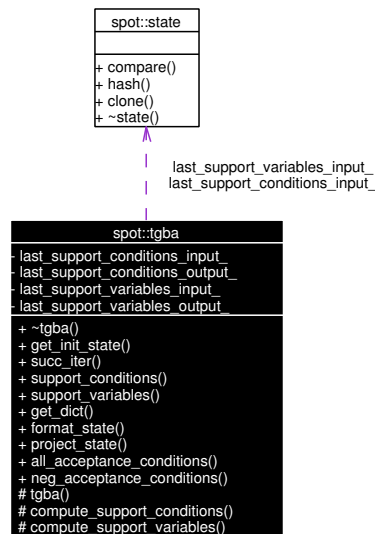 spot::state
+ compare()
+ hash()
+ clone()
+ ~state()
last_support_variables_input_
last_support_conditions_input_
spot::tgba
- last_support_conditions_input_
- last_support_conditions_output_
- last_support_variables_input_
- last_support_variables_output_
+ ~tgba()
+ get_init_state()
+ succ_iter()
+ support_conditions()
+ support_variables()
+ get_dict()
+ format_state()
+ project_state()
+ all_acceptance_conditions()
+ neg_acceptance_conditions()
# tgba()
# compute_support_conditions()
# compute_support_variables()